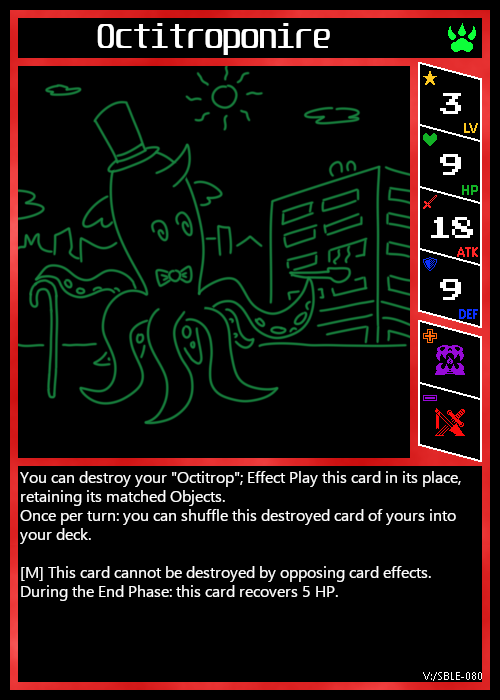 Octitroponire
3
LV
9
HP
18
ATK
9
DEF
You can destroy your "Octitrop"; Effect Play this card in its place,
retaining its matched Objects.
Once per turn: you can shuffle this destroyed card of yours into
your deck.
[M] This card cannot be destroyed by opposing card effects.
During the End Phase: this card recovers 5 HP.
V:/SBLE-080